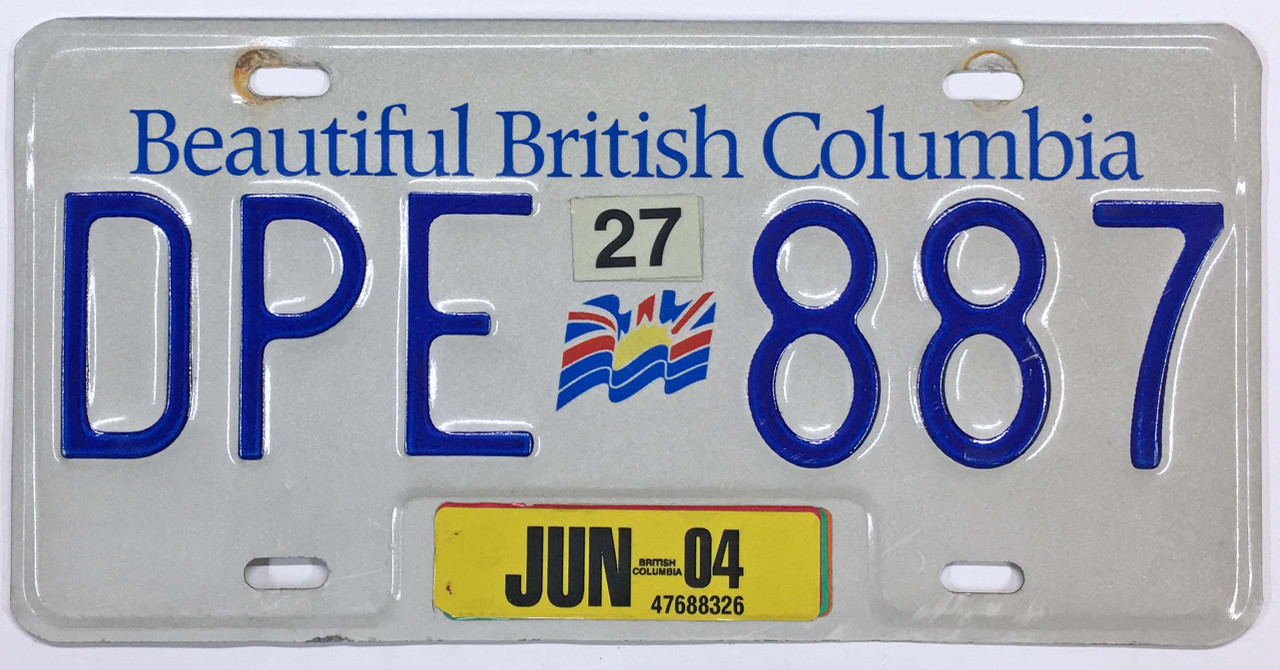 Beautiful British Columbia
DPE 27 887
JUN BRITISH COLUMBIA 04
47688326